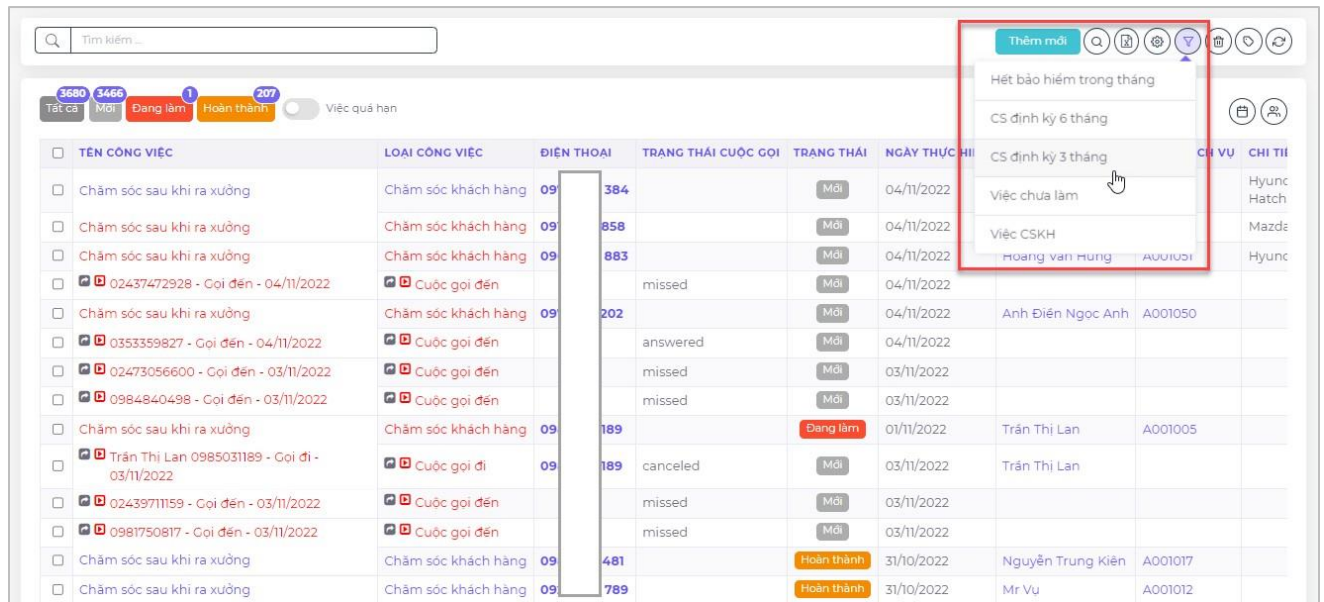 Tìm kiếm ...
Thêm mới
Hết bảo hiểm trong tháng
CS định kỳ 6 tháng
CS định kỳ 3 tháng
Việc chưa làm
Việc CSKH
3680 3466 1 207
Tất cả Mới Đang làm Hoàn thành Việc quá hạn
TÊN CÔNG VIỆC LOẠI CÔNG VIỆC ĐIỆN THOẠI TRẠNG THÁI CUỘC GỌI TRẠNG THÁI NGÀY THỰC HI CH VỤ CHI TIẾ
Chăm sóc sau khi ra xưởng Chăm sóc khách hàng 09 384 Mới 04/11/2022 Hyund
Hatch
Chăm sóc sau khi ra xưởng Chăm sóc khách hàng 09 858 Mới 04/11/2022 Mazda
Chăm sóc sau khi ra xưởng Chăm sóc khách hàng 09 883 Mới 04/11/2022 Hoàng Văn Hùng A001051 Hyund
02437472928 - Gọi đến - 04/11/2022 Cuộc gọi đến missed Mới 04/11/2022
Chăm sóc sau khi ra xưởng Chăm sóc khách hàng 09 202 Mới 04/11/2022 Anh Điển Ngọc Anh A001050
0353359827 - Gọi đến - 04/11/2022 Cuộc gọi đến answered Mới 04/11/2022
02473056600 - Gọi đến - 03/11/2022 Cuộc gọi đến missed Mới 03/11/2022
0984840498 - Gọi đến - 03/11/2022 Cuộc gọi đến missed Mới 03/11/2022
Chăm sóc sau khi ra xưởng Chăm sóc khách hàng 09 189 Đang làm 01/11/2022 Trần Thị Lan A001005
Trần Thị Lan 0985031189 - Gọi đi -
03/11/2022 Cuộc gọi đi 09 189 canceled Mới 03/11/2022 Trần Thị Lan
02439711159 - Gọi đến - 03/11/2022 Cuộc gọi đến missed Mới 03/11/2022
0981750817 - Gọi đến - 03/11/2022 Cuộc gọi đến missed Mới 03/11/2022
Chăm sóc sau khi ra xưởng Chăm sóc khách hàng 09 481 Hoàn thành 31/10/2022 Nguyễn Trung Kiên A001017
Chăm sóc sau khi ra xưởng Chăm sóc khách hàng 09 789 Hoàn thành 31/10/2022 Mr Vụ A001012